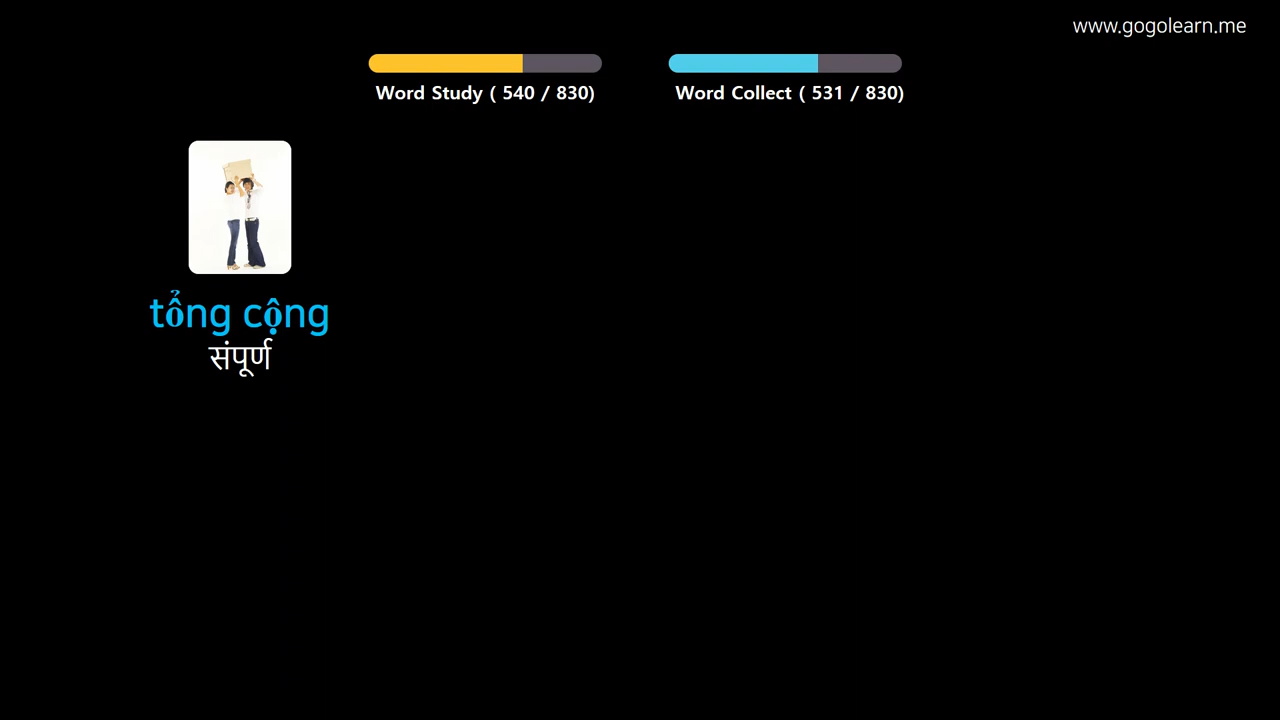 www.gogolearn.me
Word Study ( 540 / 830)
Word Collect ( 531 / 830)
tổng cộng
संपूर्ण